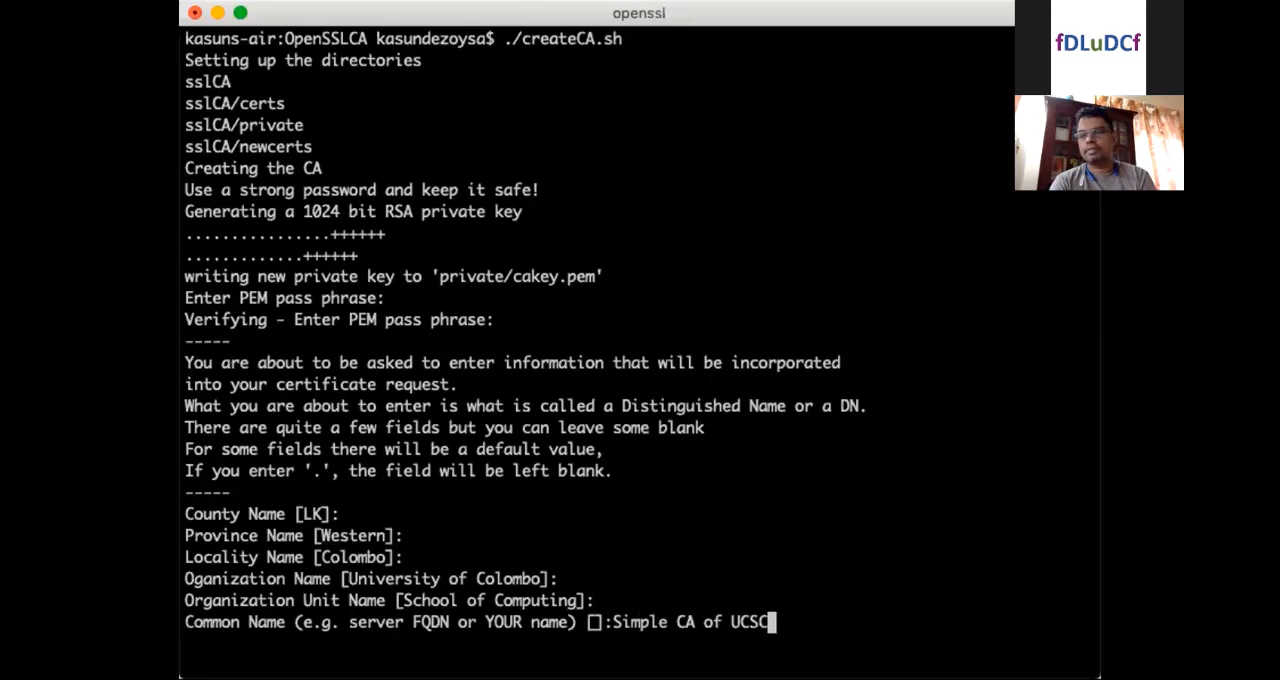 openssl
fDLuDCf
kasuns-air:OpenSSLCA kasundezoysa$ ./createCA.sh
Setting up the directories
sslCA
sslCA/certs
sslCA/private
sslCA/newcerts
Creating the CA
Use a strong password and keep it safe!
Generating a 1024 bit RSA private key
................++++++
.............++++++
writing new private key to 'private/cakey.pem'
Enter PEM pass phrase:
Verifying - Enter PEM pass phrase:
-----
You are about to be asked to enter information that will be incorporated
into your certificate request.
What you are about to enter is what is called a Distinguished Name or a DN.
There are quite a few fields but you can leave some blank
For some fields there will be a default value,
If you enter '.', the field will be left blank.
-----
County Name [LK]:
Province Name [Western]:
Locality Name [Colombo]:
Oganization Name [University of Colombo]:
Organization Unit Name [School of Computing]:
Common Name (e.g. server FQDN or YOUR name) []:Simple CA of UCSC